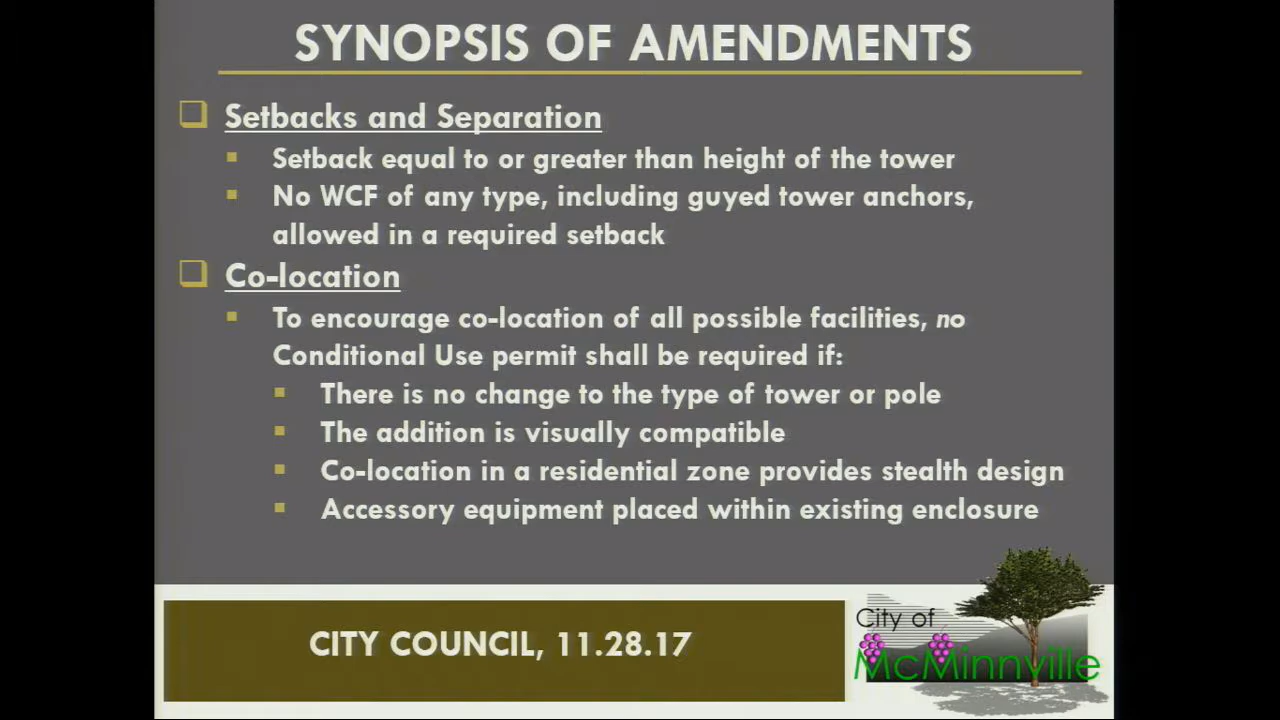 SYNOPSIS OF AMENDMENTS
Setbacks and Separation
Setback equal to or greater than height of the tower
No WCF of any type, including guyed tower anchors,
allowed in a required setback
Co-location
To encourage co-location of all possible facilities, no
Conditional Use permit shall be required if:
There is no change to the type of tower or pole
The addition is visually compatible
Co-location in a residential zone provides stealth design
Accessory equipment placed within existing enclosure
CITY COUNCIL, 11.28.17
City of
McMinnville